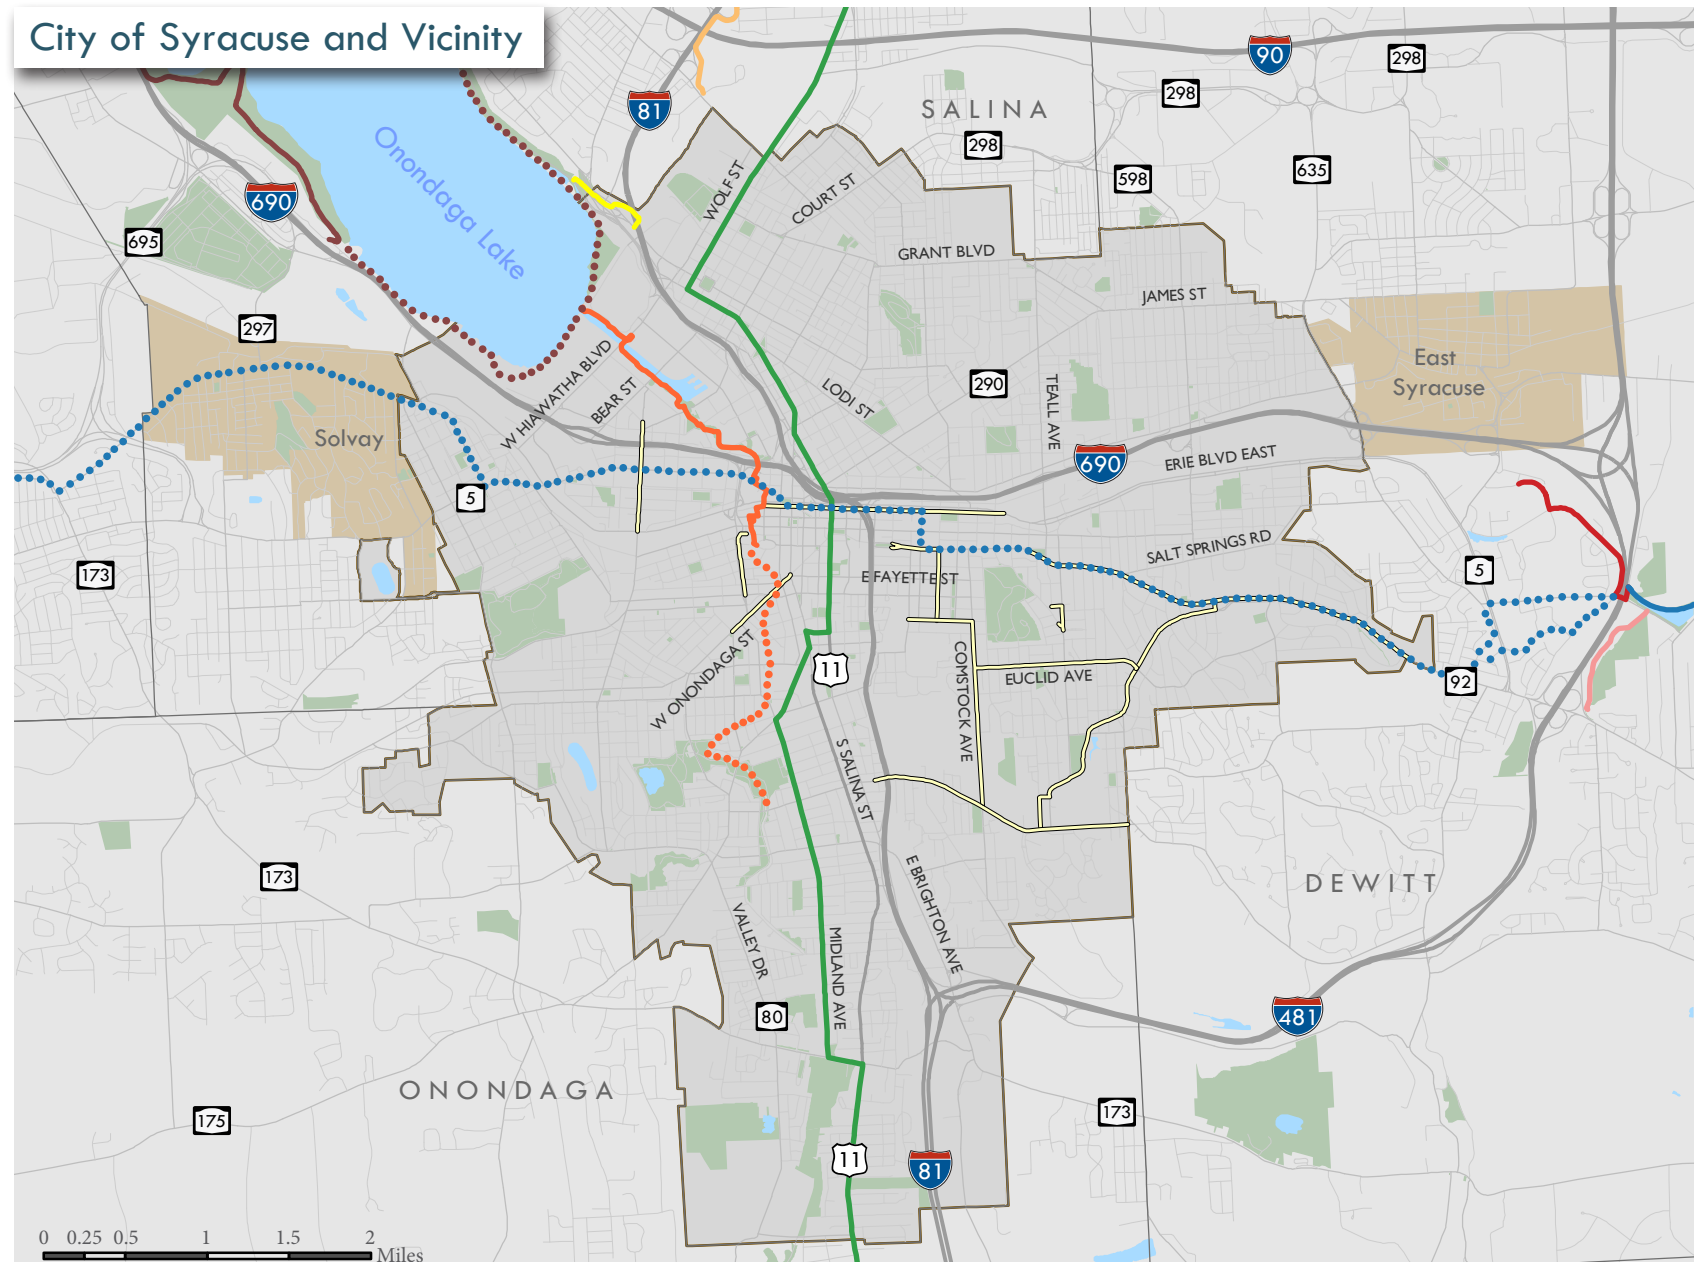 City of Syracuse and Vicinity
90
298
81
298
SALINA
298
598
635
Onondaga Lake
WOLF ST
COURT ST
690
695
GRANT BLVD
JAMES ST
297
East
Syracuse
W HIAWATHA BLVD
BEAR ST
LODI ST
290
TEALL AVE
Solvay
690
ERIE BLVD EAST
5
SALT SPRINGS RD
173
E FAYETTE ST
5
W ONONDAGA ST
11
COMSTOCK AVE
EUCLID AVE
92
S SALINA ST
173
E BRIGHTON AVE
DEWITT
VALLEY DR
MIDLAND AVE
80
481
ONONDAGA
175
173
11
81
0 0.25 0.5 1 1.5 2
Miles